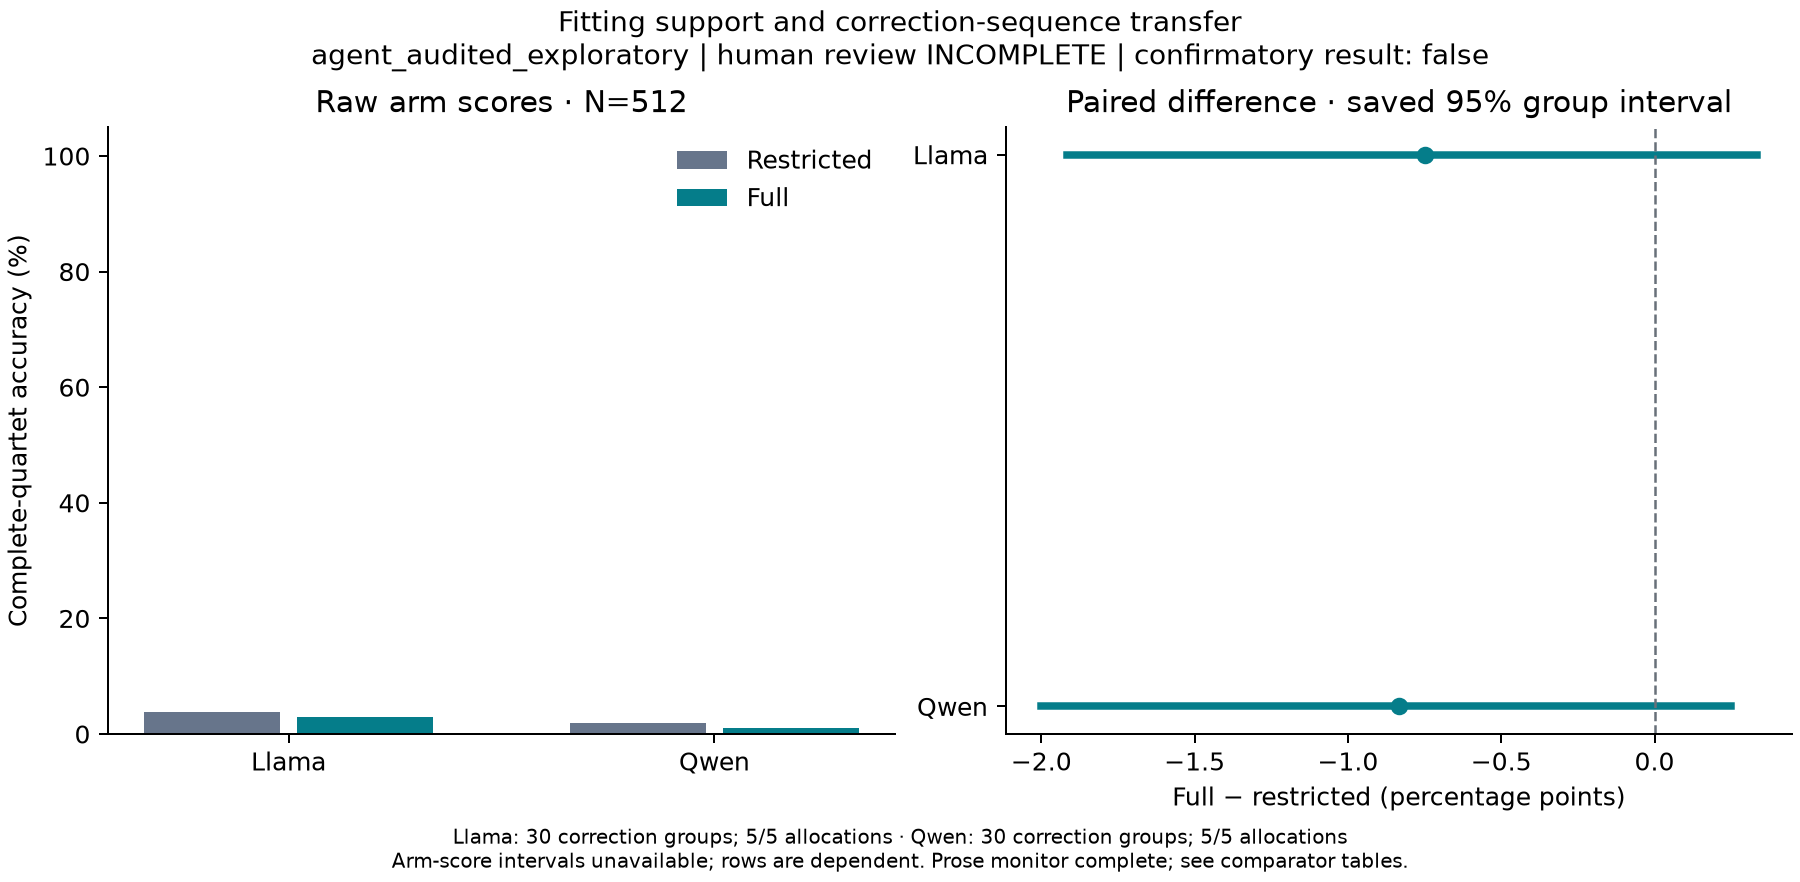 Fitting support and correction-sequence transfer
agent_audited_exploratory | human review INCOMPLETE | confirmatory result: false
Raw arm scores · N=512
Complete-quartet accuracy (%)
100
80
60
40
20
0
Restricted
Full
Llama
Qwen
Paired difference · saved 95% group interval
Llama
Qwen
−2.0
−1.5
−1.0
−0.5
0.0
Full − restricted (percentage points)
Llama: 30 correction groups; 5/5 allocations · Qwen: 30 correction groups; 5/5 allocations
Arm-score intervals unavailable; rows are dependent. Prose monitor complete; see comparator tables.